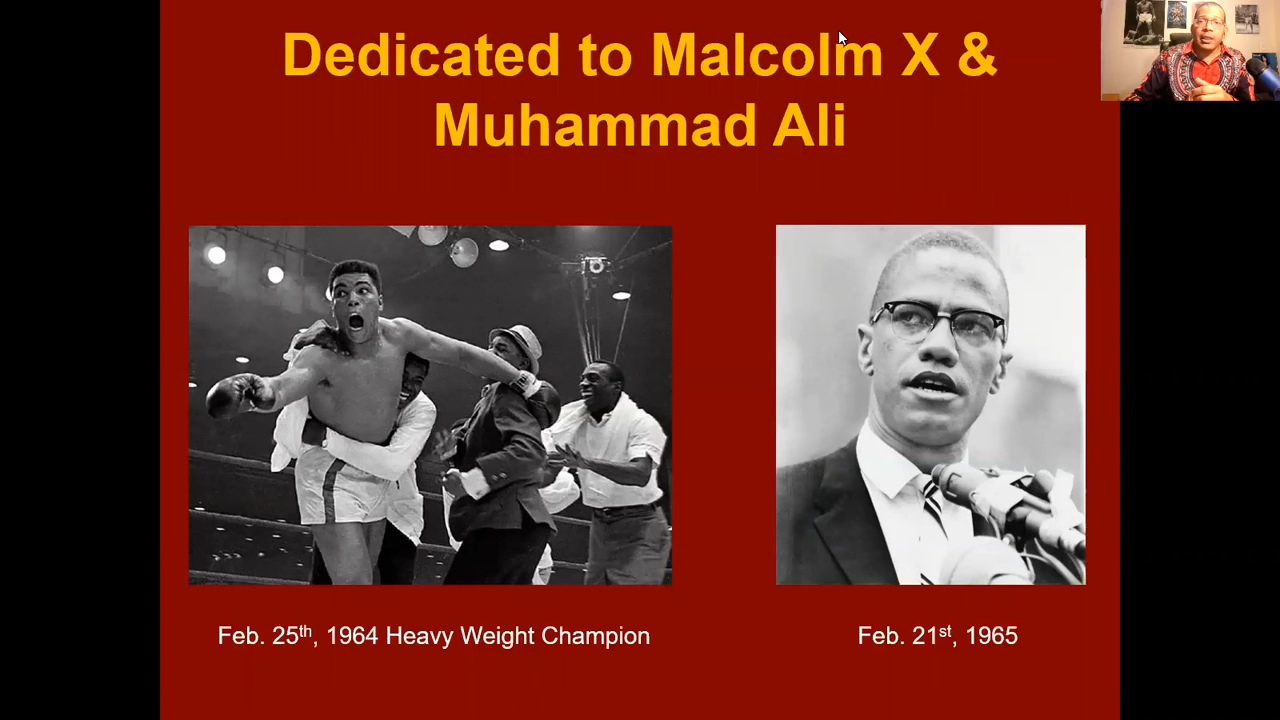 Dedicated to Malcolm X &
Muhammad Ali
Feb. 25th, 1964 Heavy Weight Champion
Feb. 21st, 1965